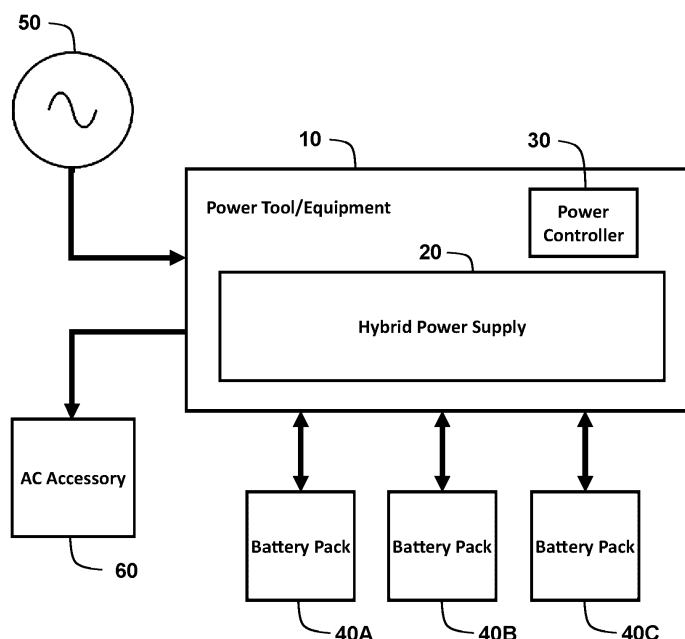 50
10
30
Power Tool/Equipment
Power
Controller
20
Hybrid Power Supply
AC Accessory
Battery Pack
Battery Pack
Battery Pack
60
40A
40B
40C